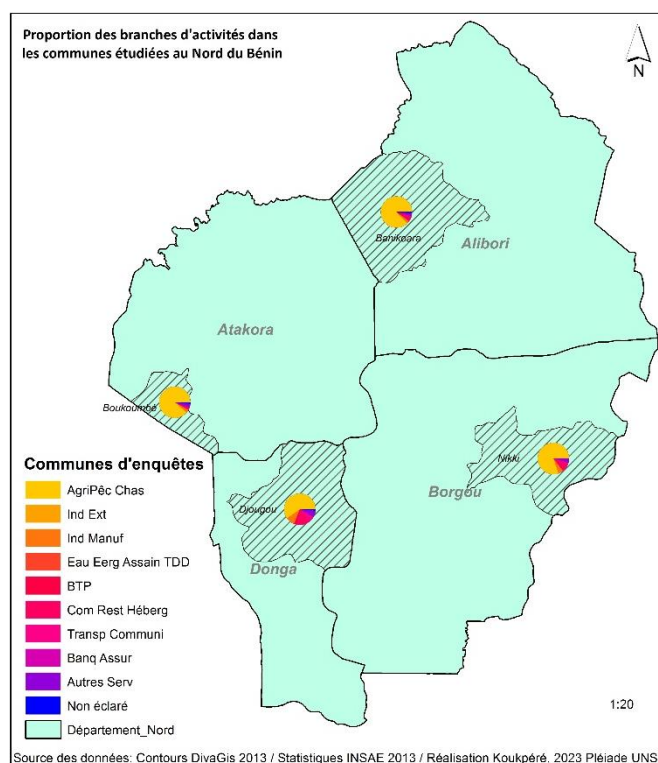 Proportion des branches d'activités dans
les communes étudiées au Nord du Bénin
N
Banikoara
Alibori
Atakora
Boukoumbé
Nikki
Borgou
Djougou
Donga
Communes d'enquêtes
AgriPêc Chas
Ind Ext
Ind Manuf
Eau Eerg Assain TDD
BTP
Com Rest Héberg
Transp Communi
Banq Assur
Autres Serv
Non éclaré
Département_Nord
1:20
Source des données: Contours DivaGis 2013 / Statistiques INSAE 2013 / Réalisation Koukpéré, 2023 Pléiade UNS